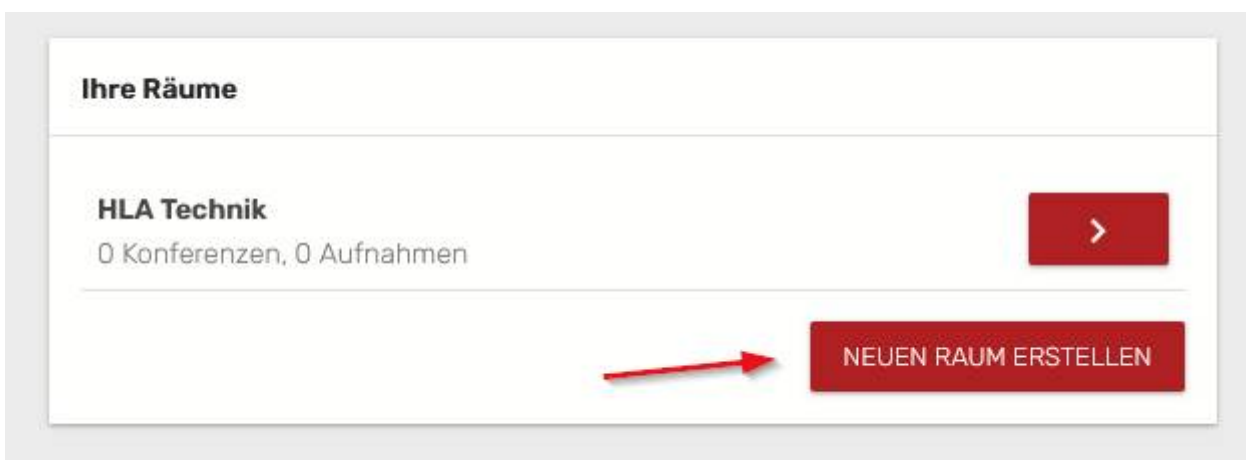 Ihre Räume
HLA Technik
0 Konferenzen, 0 Aufnahmen
NEUEN RAUM ERSTELLEN